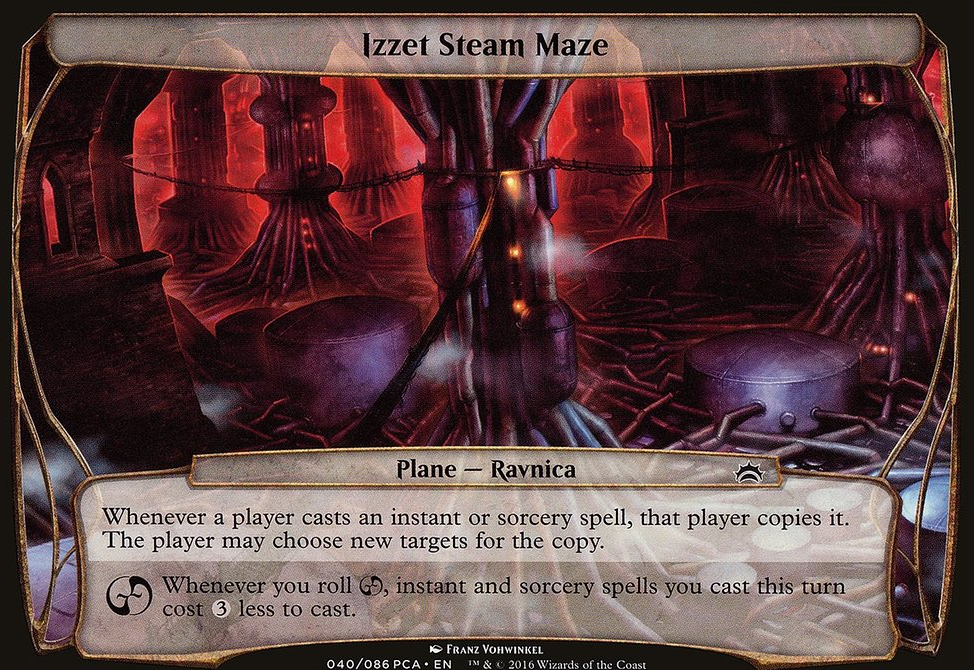 Izzet Steam Maze
Plane — Ravnica
Whenever a player casts an instant or sorcery spell, that player copies it.
The player may choose new targets for the copy.
Whenever you roll , instant and sorcery spells you cast this turn
cost 3 less to cast.
Franz Vohwinkel
040/086 PCA • EN ™ & © 2016 Wizards of the Coast